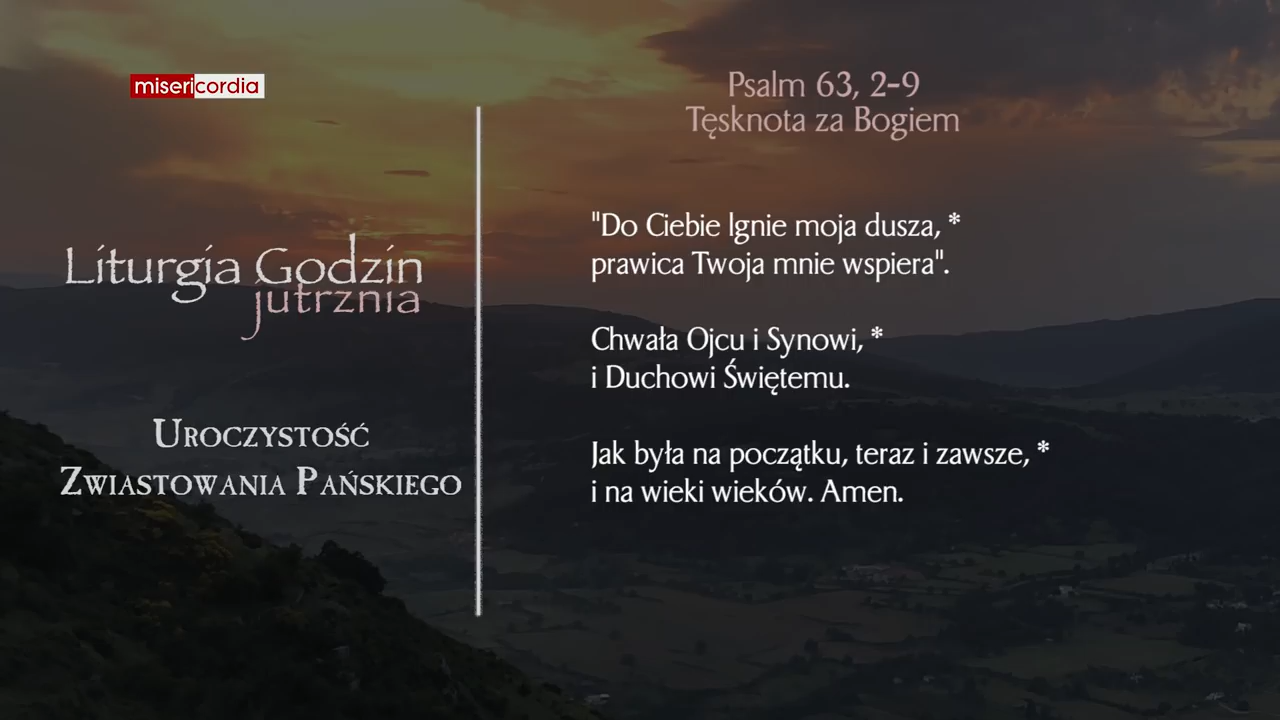 misericordia
Liturgia Godzin
jutrznia
Uroczystość
Zwiastowania Pańskiego
Psalm 63, 2-9
Tęsknota za Bogiem
"Do Ciebie lgnie moja dusza, *
prawica Twoja mnie wspiera".
Chwała Ojcu i Synowi, *
i Duchowi Świętemu.
Jak była na początku, teraz i zawsze, *
i na wieki wieków. Amen.